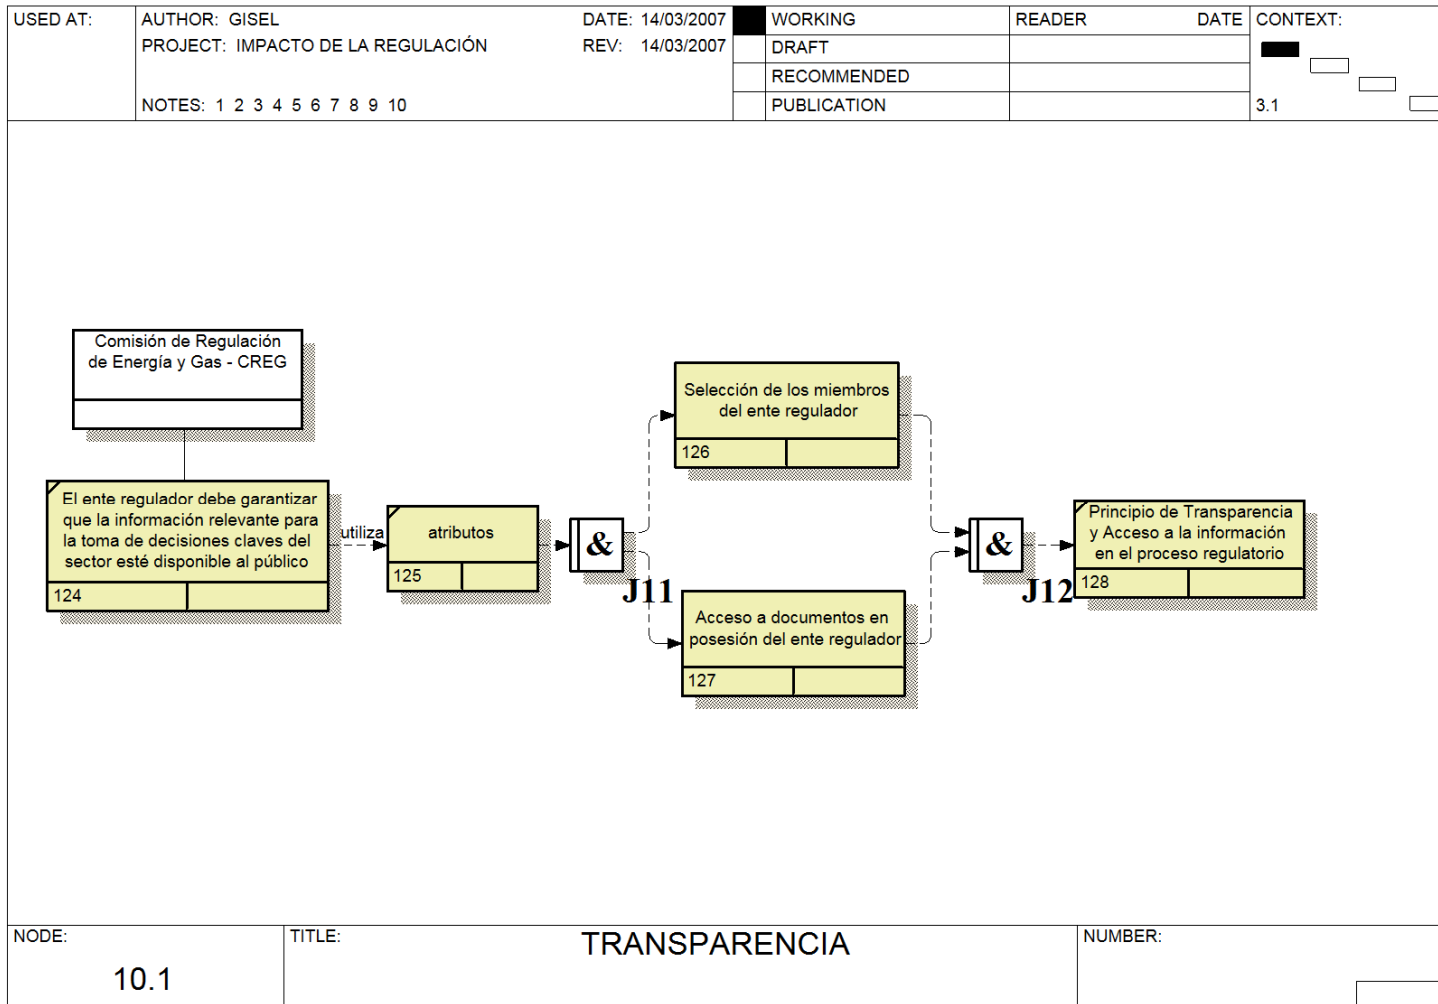 USED AT:
AUTHOR: GISEL
DATE: 14/03/2007
PROJECT: IMPACTO DE LA REGULACIÓN
REV: 14/03/2007
NOTES: 1 2 3 4 5 6 7 8 9 10
WORKING
DRAFT
RECOMMENDED
PUBLICATION
READER
DATE
CONTEXT:
3.1
Comisión de Regulación
de Energía y Gas - CREG
El ente regulador debe garantizar
que la información relevante para
la toma de decisiones claves del
sector esté disponible al público
124
utiliza
atributos
125
&
J11
Selección de los miembros
del ente regulador
126
Acceso a documentos en
posesión del ente regulador
127
&
J12
Principio de Transparencia
y Acceso a la información
en el proceso regulatorio
128
NODE:
10.1
TITLE:
TRANSPARENCIA
NUMBER: